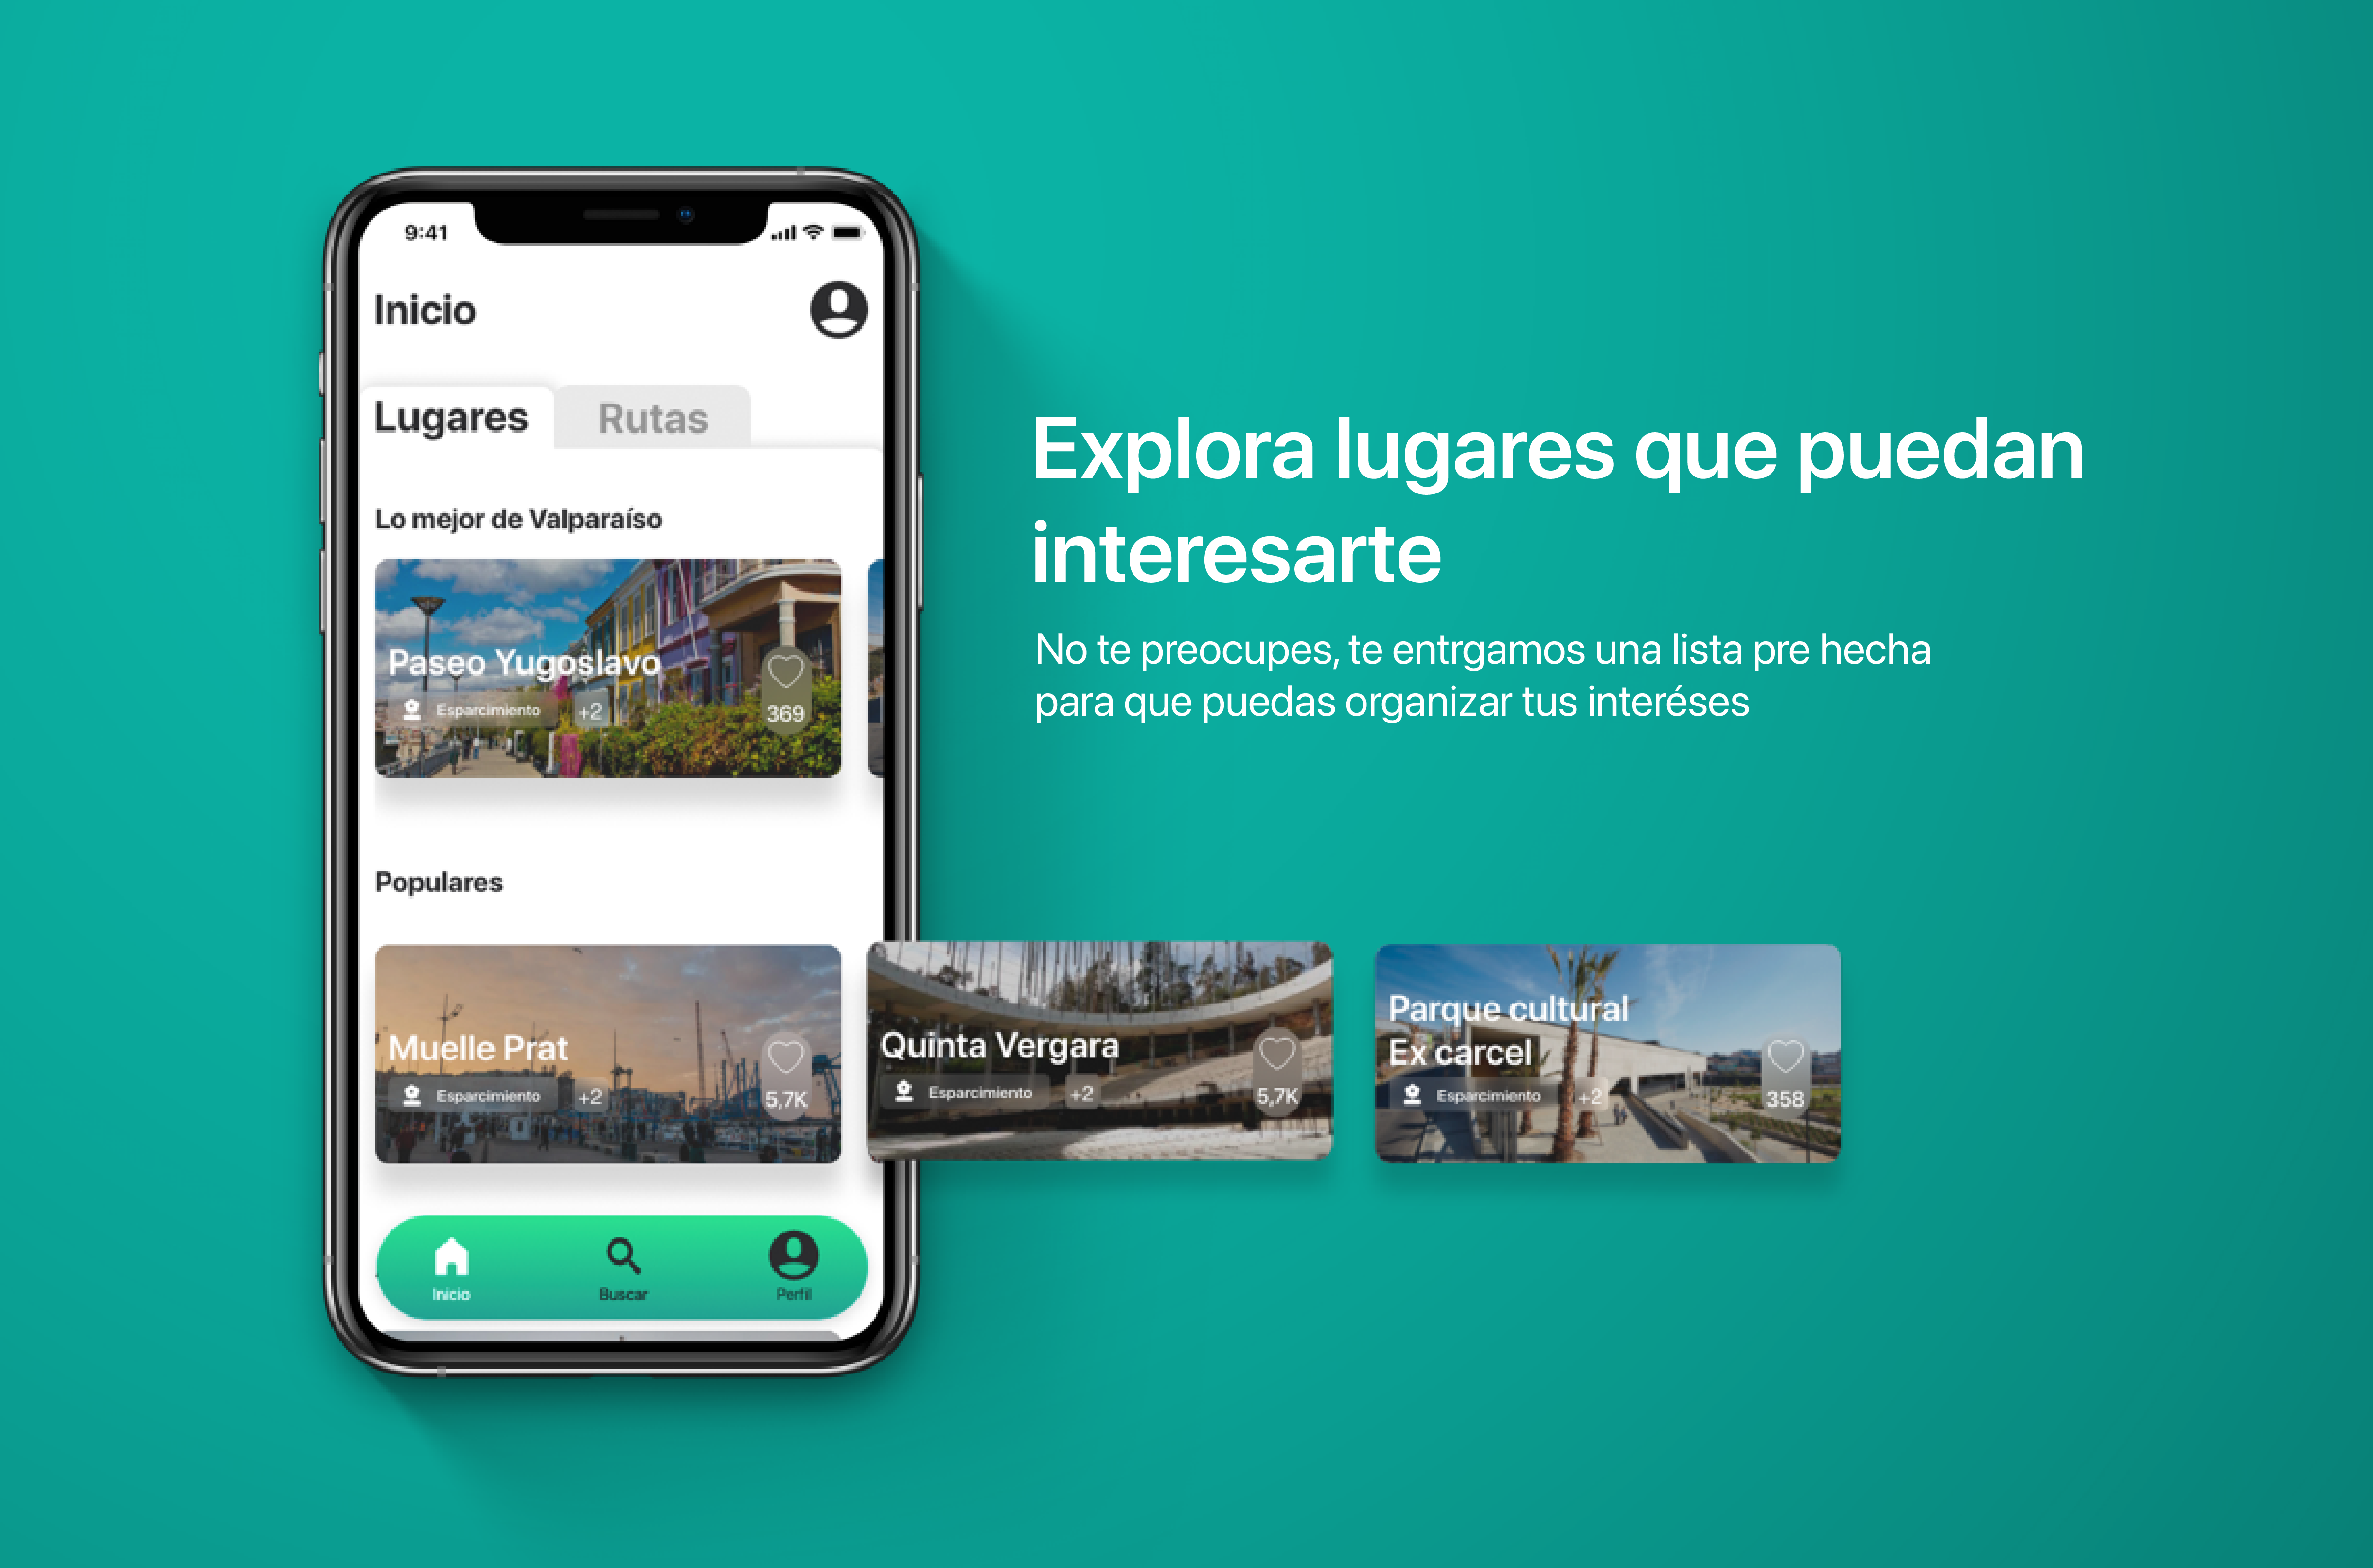 9:41
Inicio
Lugares
Rutas
Lo mejor de Valparaíso
Paseo Yugoslavo
Esparcimiento
+2
369
Explora lugares que puedan
interesarte
No te preocupes, te entrgamos una lista pre hecha
para que puedas organizar tus interéses
Populares
Muelle Prat
Esparcimiento
+2
5,7K
Quinta Vergara
Esparcimiento
+2
5,7K
Parque cultural
Ex carcel
Esparcimiento
+2
358
Inicio
Buscar
Perfil